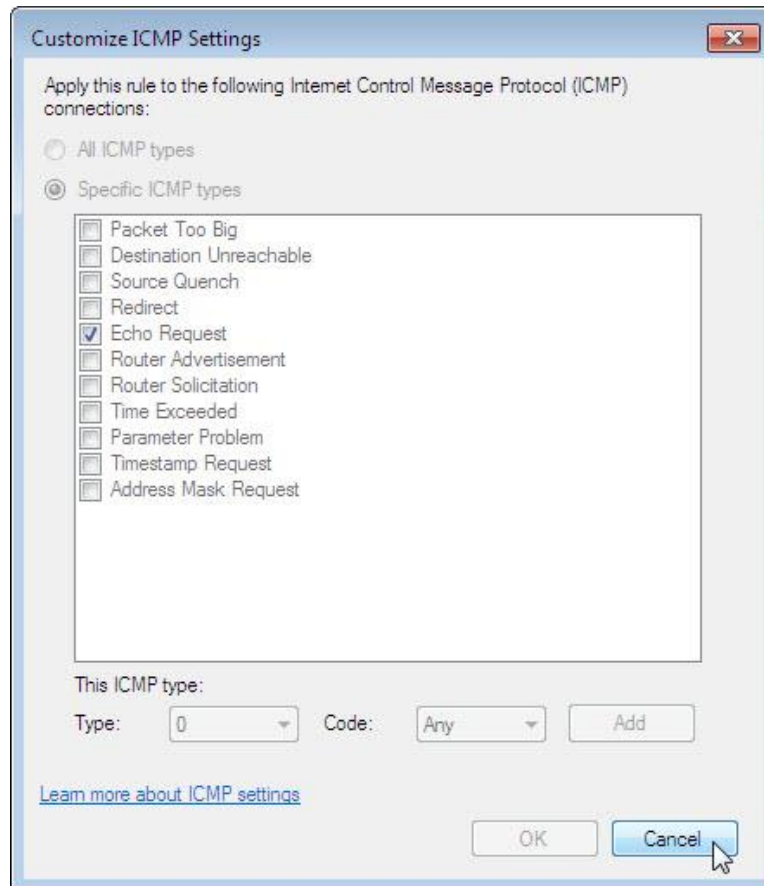 Customize ICMP Settings
Apply this rule to the following Internet Control Message Protocol (ICMP)
connections:
All ICMP types
Specific ICMP types
Packet Too Big
Destination Unreachable
Source Quench
Redirect
Echo Request
Router Advertisement
Router Solicitation
Time Exceeded
Parameter Problem
Timestamp Request
Address Mask Request
This ICMP type:
Type: 0 Code: Any Add
Learn more about ICMP settings
OK Cancel